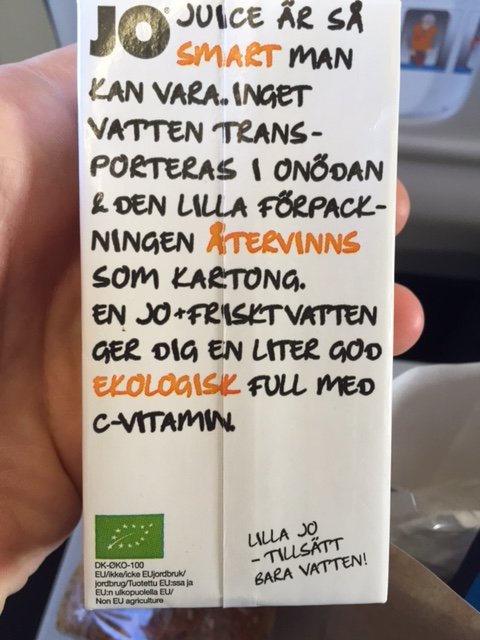 JO® JUICE ÄR SÅ
SMART MAN
KAN VARA. INGET
VATTEN TRANS-
PORTERAS I ONÖDAN
& DEN LILLA FÖRPACK-
NINGEN ÅTERVINNS
SOM KARTONG.
EN JO+FRISKT VATTEN
GER DIG EN LITER GOD
EKOLOGISK FULL MED
C-VITAMIN.
LILLA JO
- TILLSÄTT
BARA VATTEN!
DK-ØKO-100
EU/ikke/icke EUjordbruk/
jordbrug/Tuotettu EU:ssa ja
EU:n ulkopuolella EU/
Non EU agriculture